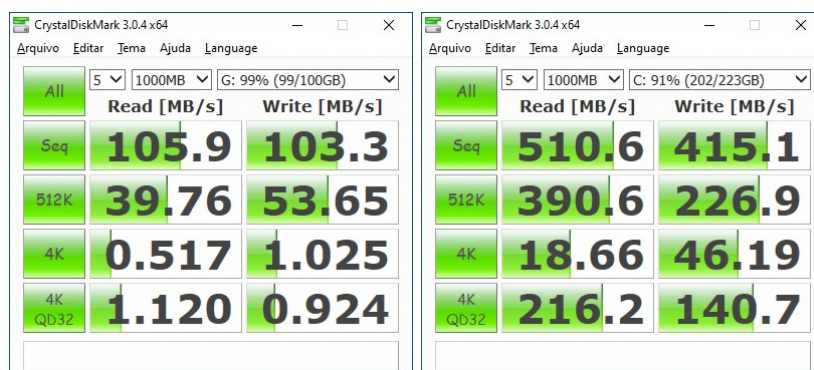 CrystalDiskMark 3.0.4 x64
Arquivo Editar Tema Ajuda Language
All 5 1000MB G: 99% (99/100GB)
Read [MB/s] Write [MB/s]
Seq 105.9 103.3
512K 39.76 53.65
4K 0.517 1.025
4K QD32 1.120 0.924
CrystalDiskMark 3.0.4 x64
Arquivo Editar Tema Ajuda Language
All 5 1000MB C: 91% (202/223GB)
Read [MB/s] Write [MB/s]
Seq 510.6 415.1
512K 390.6 226.9
4K 18.66 46.19
4K QD32 216.2 140.7